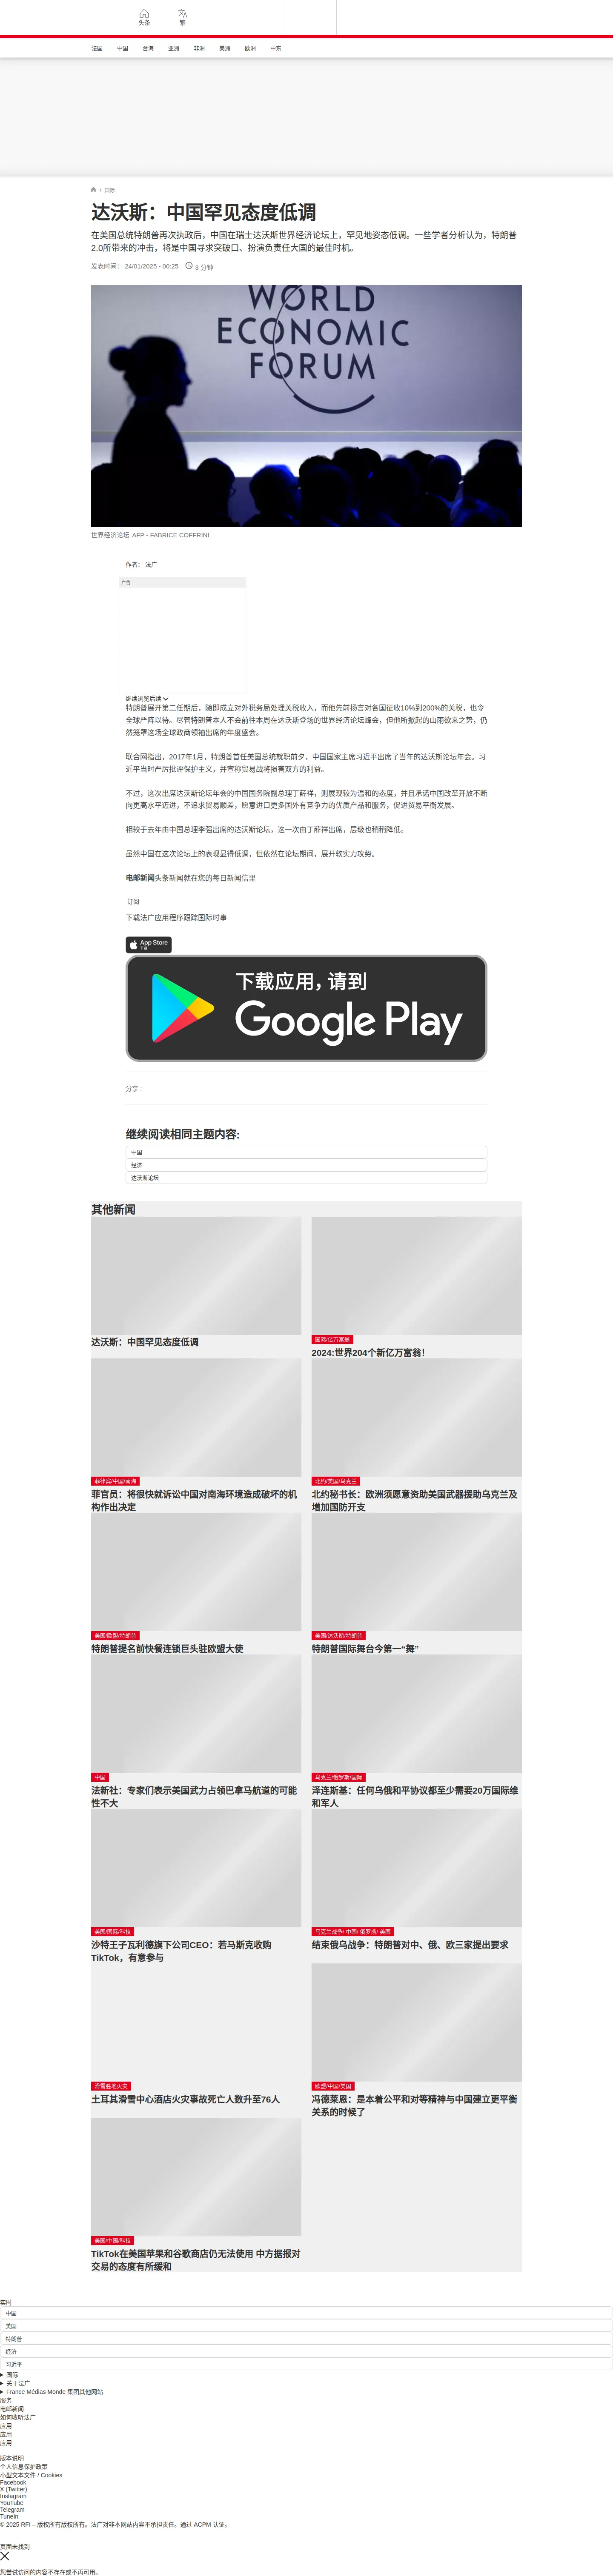 头条
繁
法国 中国 台海 亚洲 非洲 美洲 欧洲 中东
/ 国际
达沃斯：中国罕见态度低调
在美国总统特朗普再次执政后，中国在瑞士达沃斯世界经济论坛上，罕见地姿态低调。一些学者分析认为，特朗普
2.0所带来的冲击，将是中国寻求突破口、扮演负责任大国的最佳时机。
发表时间： 24/01/2025 - 00:25 3 分钟
WORLD
ECONOMIC
FORUM
世界经济论坛 AFP - FABRICE COFFRINI
作者： 法广
广告
继续浏览后续
特朗普展开第二任期后，随即成立对外税务局处理关税收入，而他先前扬言对各国征收10%到200%的关税，也令
全球严阵以待。尽管特朗普本人不会前往本周在达沃斯登场的世界经济论坛峰会，但他所掀起的山雨欲来之势，仍
然笼罩这场全球政商领袖出席的年度盛会。
联合网指出，2017年1月，特朗普首任美国总统就职前夕，中国国家主席习近平出席了当年的达沃斯论坛年会。习
近平当时严厉批评保护主义，并宣称贸易战将损害双方的利益。
不过，这次出席达沃斯论坛年会的中国国务院副总理丁薛祥，则展现较为温和的态度，并且承诺中国改革开放不断
向更高水平迈进，不追求贸易顺差，愿意进口更多国外有竞争力的优质产品和服务，促进贸易平衡发展。
相较于去年由中国总理李强出席的达沃斯论坛，这一次由丁薛祥出席，层级也稍稍降低。
虽然中国在这次论坛上的表现显得低调，但依然在论坛期间，展开软实力攻势。
电邮新闻头条新闻就在您的每日新闻信里
订阅
下载法广应用程序跟踪国际时事
App Store
下载
下载应用，请到
Google Play
分享 :
继续阅读相同主题内容:
中国
经济
达沃斯论坛
其他新闻
达沃斯：中国罕见态度低调
国际/亿万富翁
2024:世界204个新亿万富翁！
菲律宾/中国/南海
菲官员：将很快就诉讼中国对南海环境造成破坏的机
构作出决定
北约/美国/乌克兰
北约秘书长：欧洲须愿意资助美国武器援助乌克兰及
增加国防开支
美国/欧盟/特朗普
特朗普提名前快餐连锁巨头驻欧盟大使
美国/达沃斯/特朗普
特朗普国际舞台今第一“舞”
中国
法新社：专家们表示美国武力占领巴拿马航道的可能
性不大
乌克兰/俄罗斯/国际
泽连斯基：任何乌俄和平协议都至少需要20万国际维
和军人
美国/国际/科技
沙特王子瓦利德旗下公司CEO：若马斯克收购
TikTok，有意参与
乌克兰战争/ 中国/ 俄罗斯/ 美国
结束俄乌战争：特朗普对中、俄、欧三家提出要求
滑雪胜地火灾
土耳其滑雪中心酒店火灾事故死亡人数升至76人
欧盟/中国/美国
冯德莱恩：是本着公平和对等精神与中国建立更平衡
关系的时候了
美国/中国/科技
TikTok在美国苹果和谷歌商店仍无法使用 中方据报对
交易的态度有所缓和
实时
中国
美国
特朗普
经济
习近平
国际
关于法广
France Médias Monde 集团其他网站
服务
电邮新闻
如何收听法广
应用
应用
应用
版本说明
个人信息保护政策
小型文本文件 / Cookies
Facebook
X (Twitter)
Instagram
YouTube
Telegram
TuneIn
© 2025 RFI – 版权所有版权所有。法广对非本网站内容不承担责任。通过 ACPM 认证。
页面未找到
您尝试访问的内容不存在或不再可用。